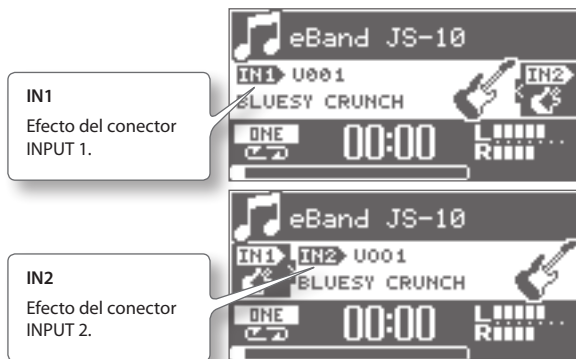 eBand JS-10
IN1 U001
IN2
BLUESY CRUNCH
ONE
00:00
L
R
IN1
Efecto del conector
INPUT 1.
eBand JS-10
IN1 IN2 U001
BLUESY CRUNCH
ONE
00:00
L
R
IN2
Efecto del conector
INPUT 2.